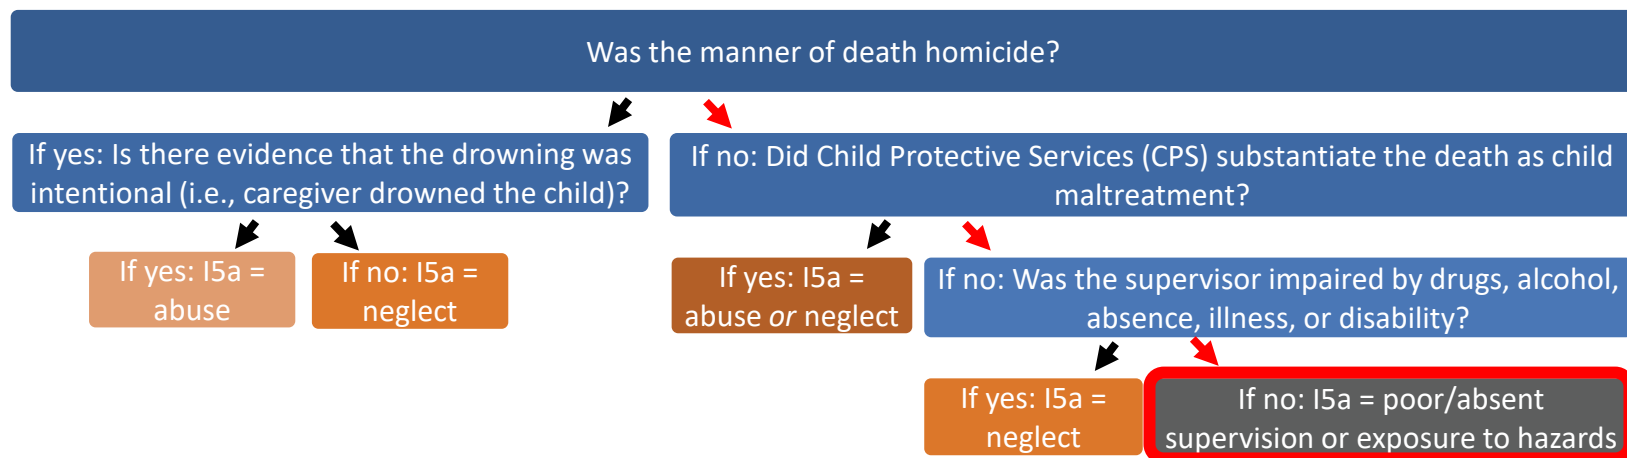 Was the manner of death homicide?
If yes: Is there evidence that the drowning was
intentional (i.e., caregiver drowned the child)?
If no: Did Child Protective Services (CPS) substantiate the death as child
maltreatment?
If yes: I5a =
abuse
If no: I5a =
neglect
If yes: I5a =
abuse or neglect
If no: Was the supervisor impaired by drugs, alcohol,
absence, illness, or disability?
If yes: I5a =
neglect
If no: I5a = poor/absent
supervision or exposure to hazards